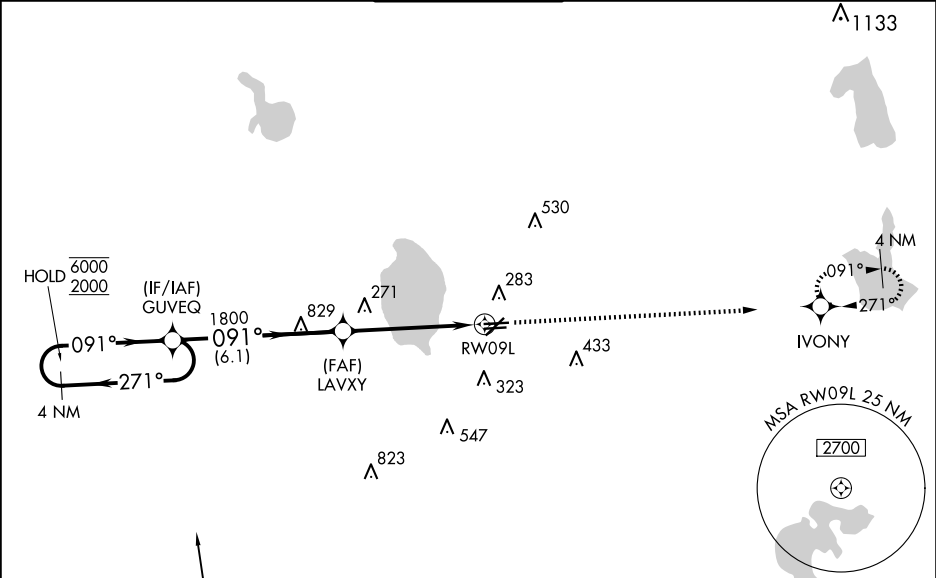 1133
530
4 NM
091°
271°
IVONY
HOLD 6000
2000
(IF/IAF)
GUVEQ
283
271
829
1800
091°
(6.1)
091°
271°
4 NM
(FAF)
LAVXY
RW09L
433
323
547
823
MSA RW09L 25 NM
2700